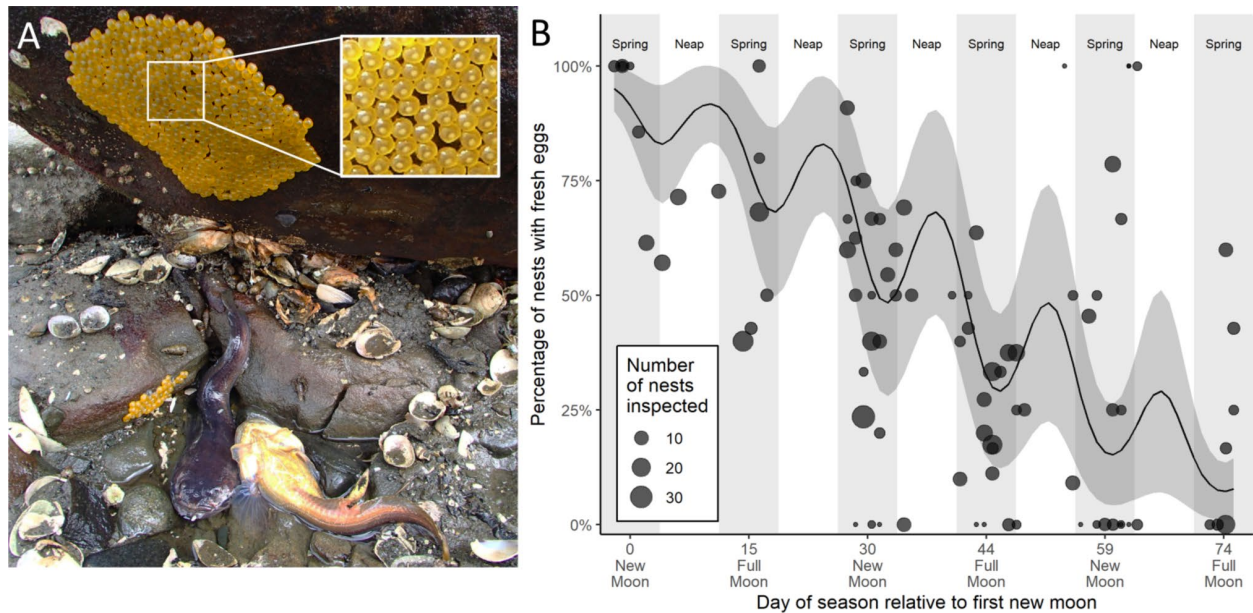 A
B
Spring Neap Spring Neap Spring Neap Spring Neap Spring Neap Spring
Percentage of nests with fresh eggs
100%
75%
50%
25%
0%
Number
of nests
inspected
10
20
30
0 15 30 44 59 74
New Full New Full New Full
Moon Moon Moon Moon Moon Moon
Day of season relative to first new moon